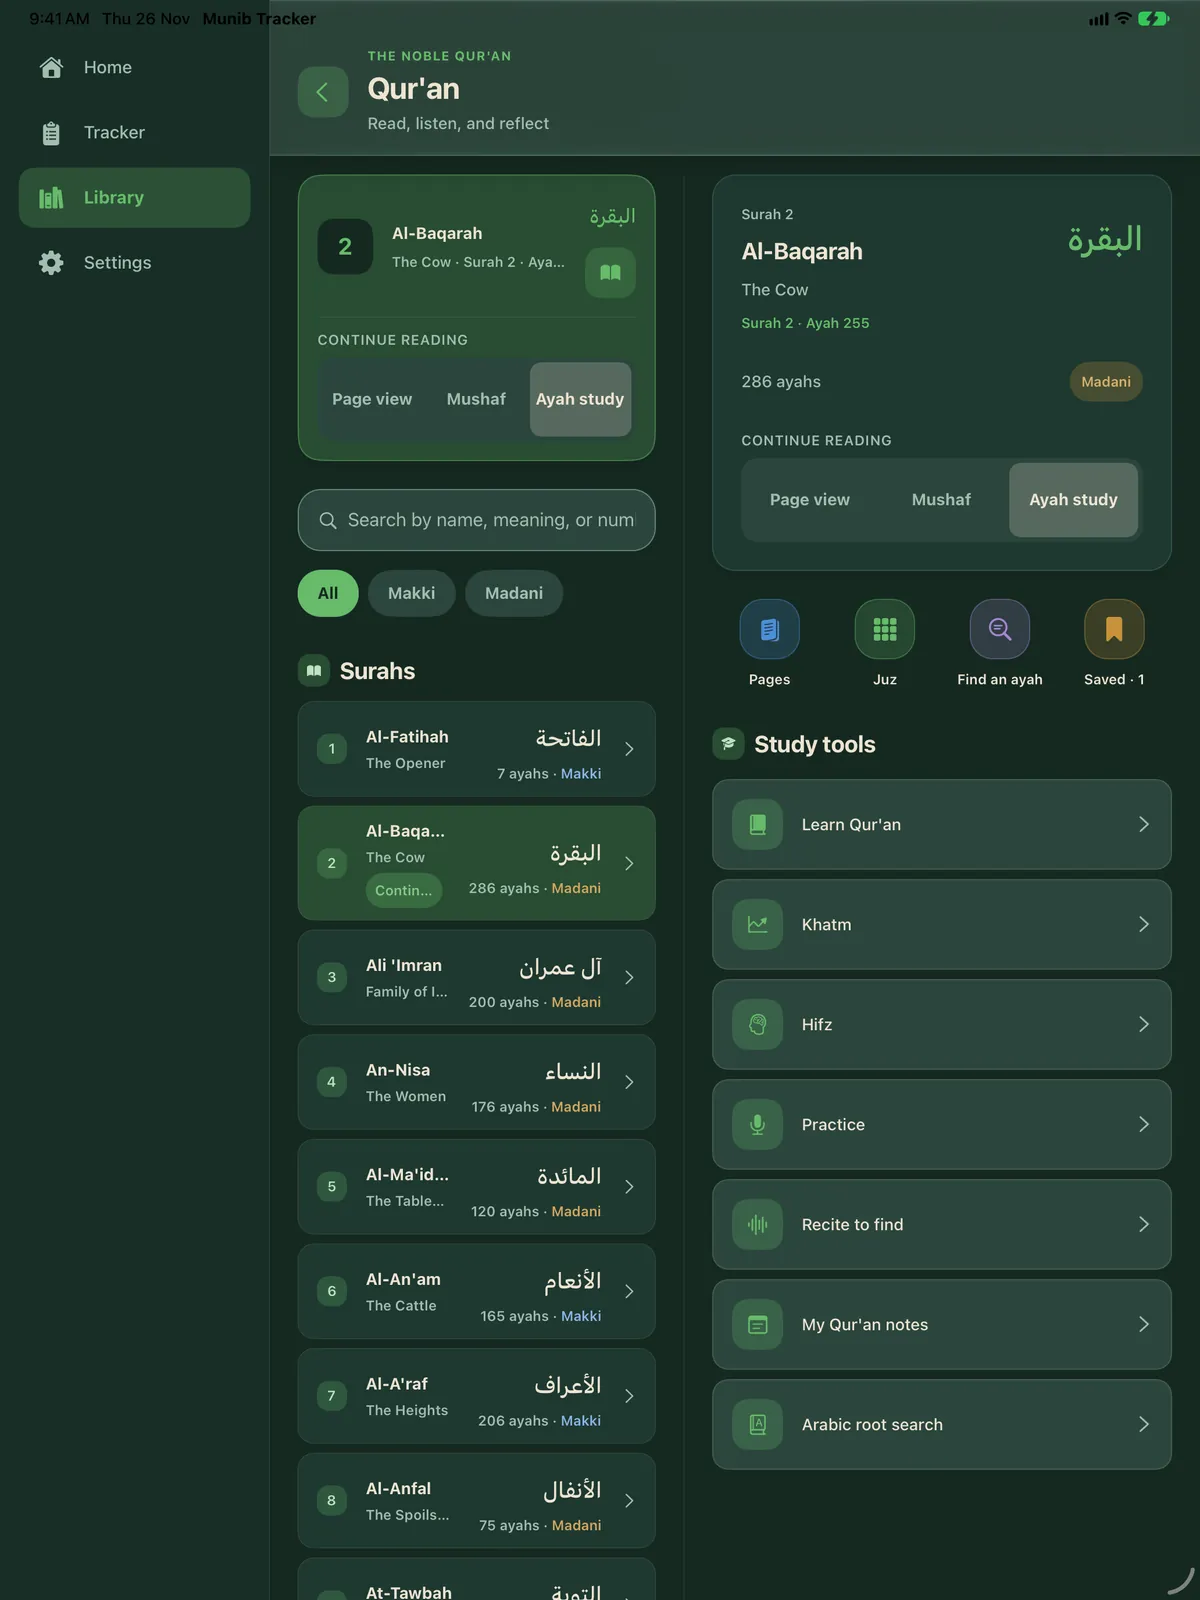 9:41 AM Thu 26 Nov Munib Tracker
Home
Tracker
Library
Settings
THE NOBLE QUR'AN
Qur'an
Read, listen, and reflect
البقرة
2
Al-Baqarah
The Cow · Surah 2 · Aya...
CONTINUE READING
Page view Mushaf Ayah study
Search by name, meaning, or num
All Makki Madani
Surahs
1
Al-Fatihah
الفاتحة
The Opener
7 ayahs · Makki
2
Al-Baqa...
البقرة
The Cow
Contin...
286 ayahs · Madani
3
Ali 'Imran
آل عمران
Family of I...
200 ayahs · Madani
4
An-Nisa
النساء
The Women
176 ayahs · Madani
5
Al-Ma'id...
المائدة
The Table...
120 ayahs · Madani
6
Al-An'am
الأنعام
The Cattle
165 ayahs · Makki
7
Al-A'raf
الأعراف
The Heights
206 ayahs · Makki
8
Al-Anfal
الأنفال
The Spoils...
75 ayahs · Madani
At-Tawbah
التوبة
Surah 2
Al-Baqarah
البقرة
The Cow
Surah 2 · Ayah 255
286 ayahs
Madani
CONTINUE READING
Page view Mushaf Ayah study
Pages Juz Find an ayah Saved · 1
Study tools
Learn Qur'an
Khatm
Hifz
Practice
Recite to find
My Qur'an notes
Arabic root search